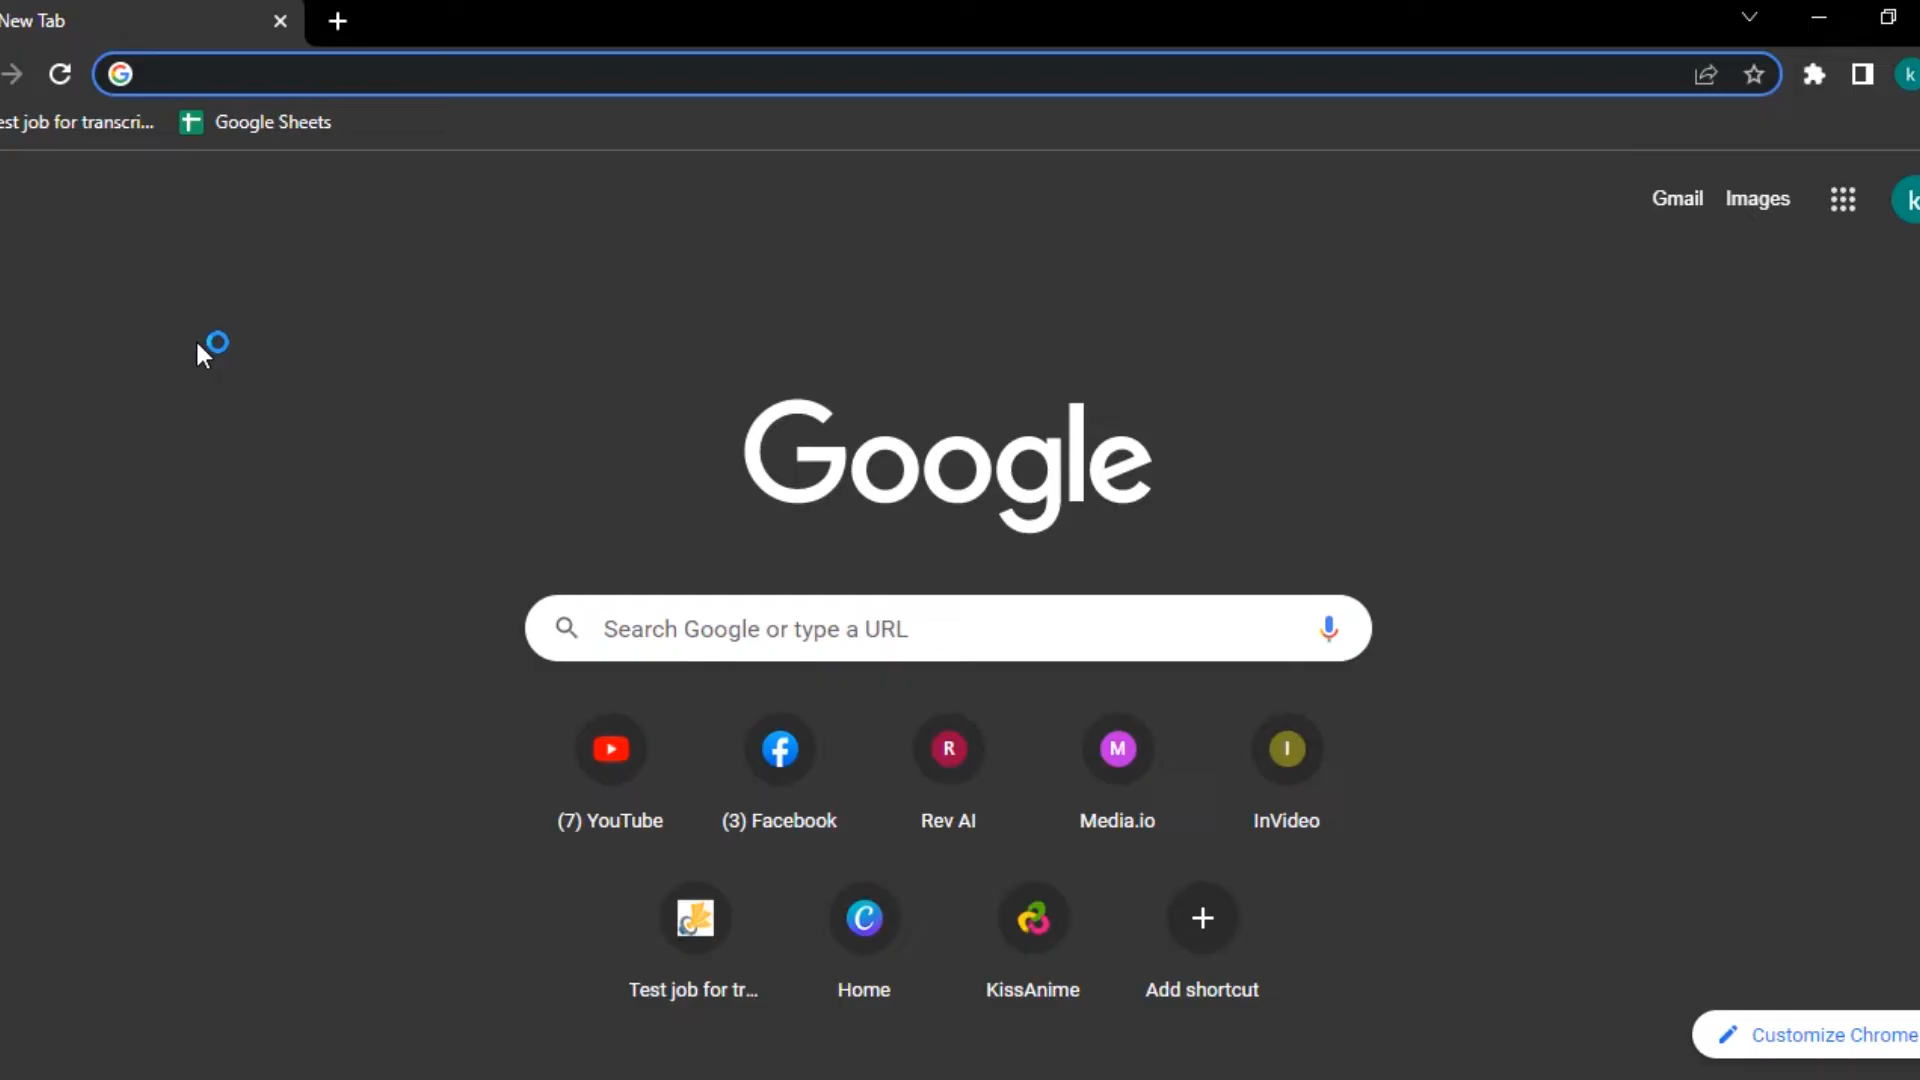 New Tab
est job for transcri...
Google Sheets
Gmail
Images
k
k
Google
Search Google or type a URL
R
M
I
(7) YouTube
(3) Facebook
Rev AI
Media.io
InVideo
C
Test job for tr...
Home
KissAnime
Add shortcut
Customize Chrome